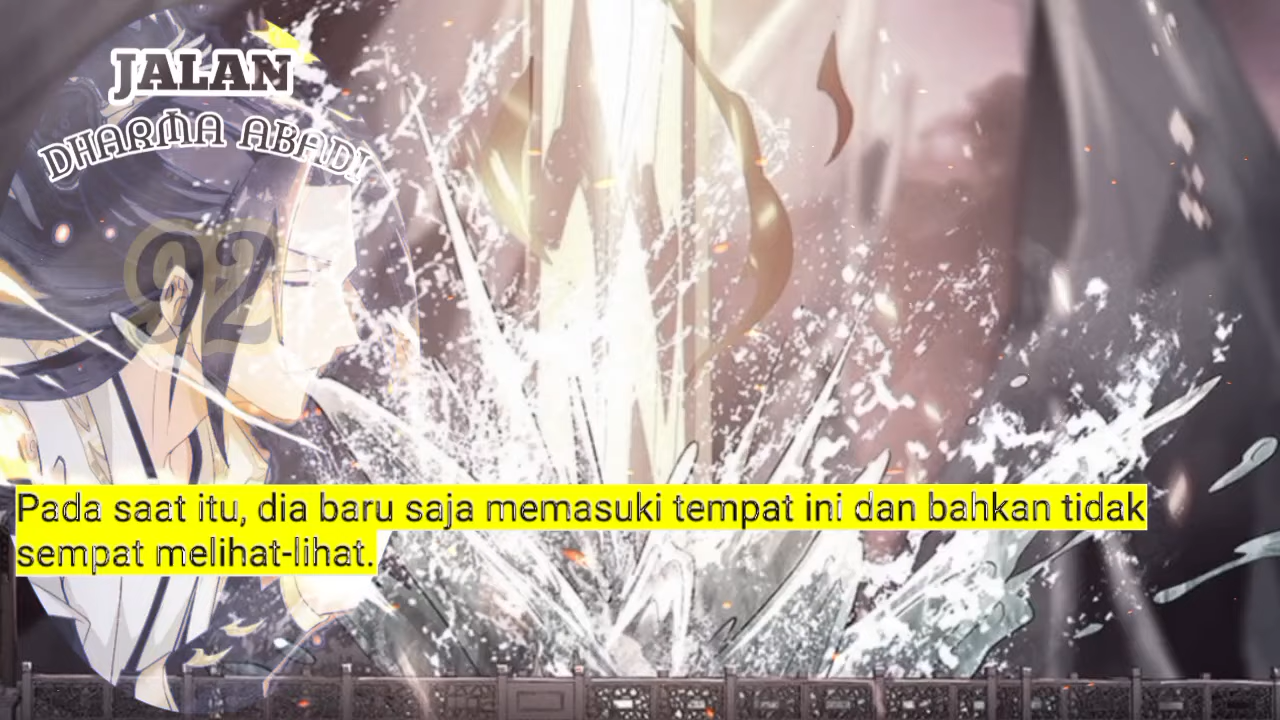 JALAN
DHARMA ABADI
92
Pada saat itu, dia baru saja memasuki tempat ini dan bahkan tidak
sempat melihat-lihat.